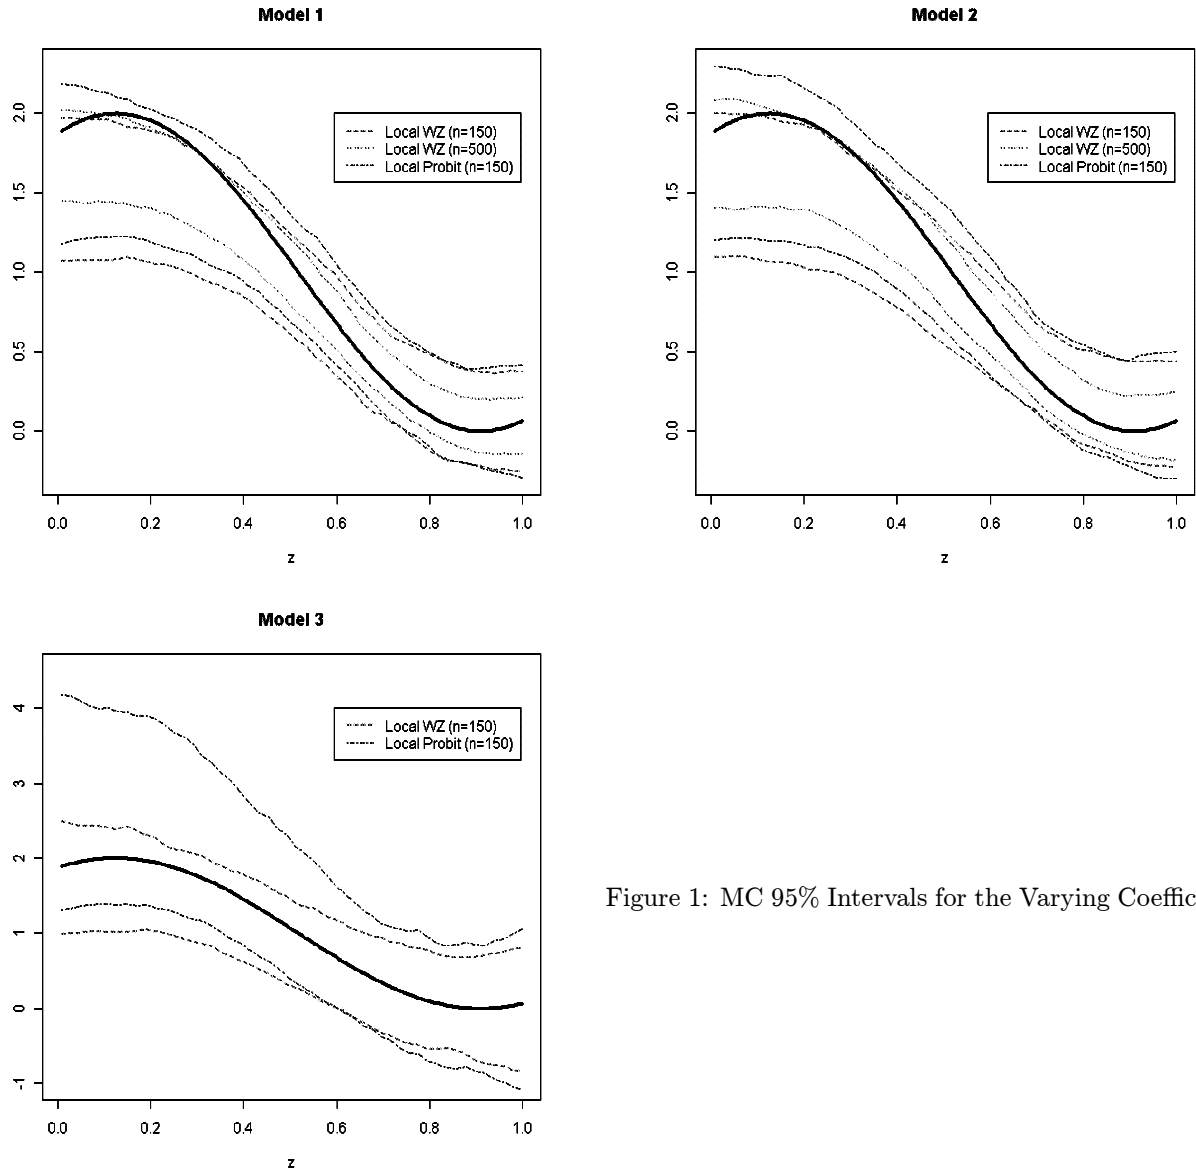 Model 1
2.0
1.5
1.0
0.5
0.0
Local WZ (n=150)
Local WZ (n=500)
Local Probit (n=150)
0.0 0.2 0.4 0.6 0.8 1.0
z
Model 2
2.0
1.5
1.0
0.5
0.0
Local WZ (n=150)
Local WZ (n=500)
Local Probit (n=150)
0.0 0.2 0.4 0.6 0.8 1.0
z
Model 3
4
3
2
1
0
-1
Local WZ (n=150)
Local Probit (n=150)
0.0 0.2 0.4 0.6 0.8 1.0
z
Figure 1: MC 95% Intervals for the Varying Coeffic